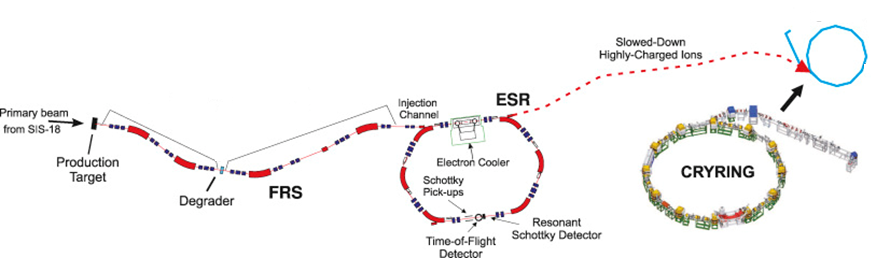 Primary beam
from SIS-18
Production
Target
Degrader
FRS
Injection
Channel
ESR
Electron Cooler
Schottky
Pick-ups
Time-of-Flight
Detector
Resonant
Schottky Detector
Slowed-Down
Highly-Charged Ions
CRYRING